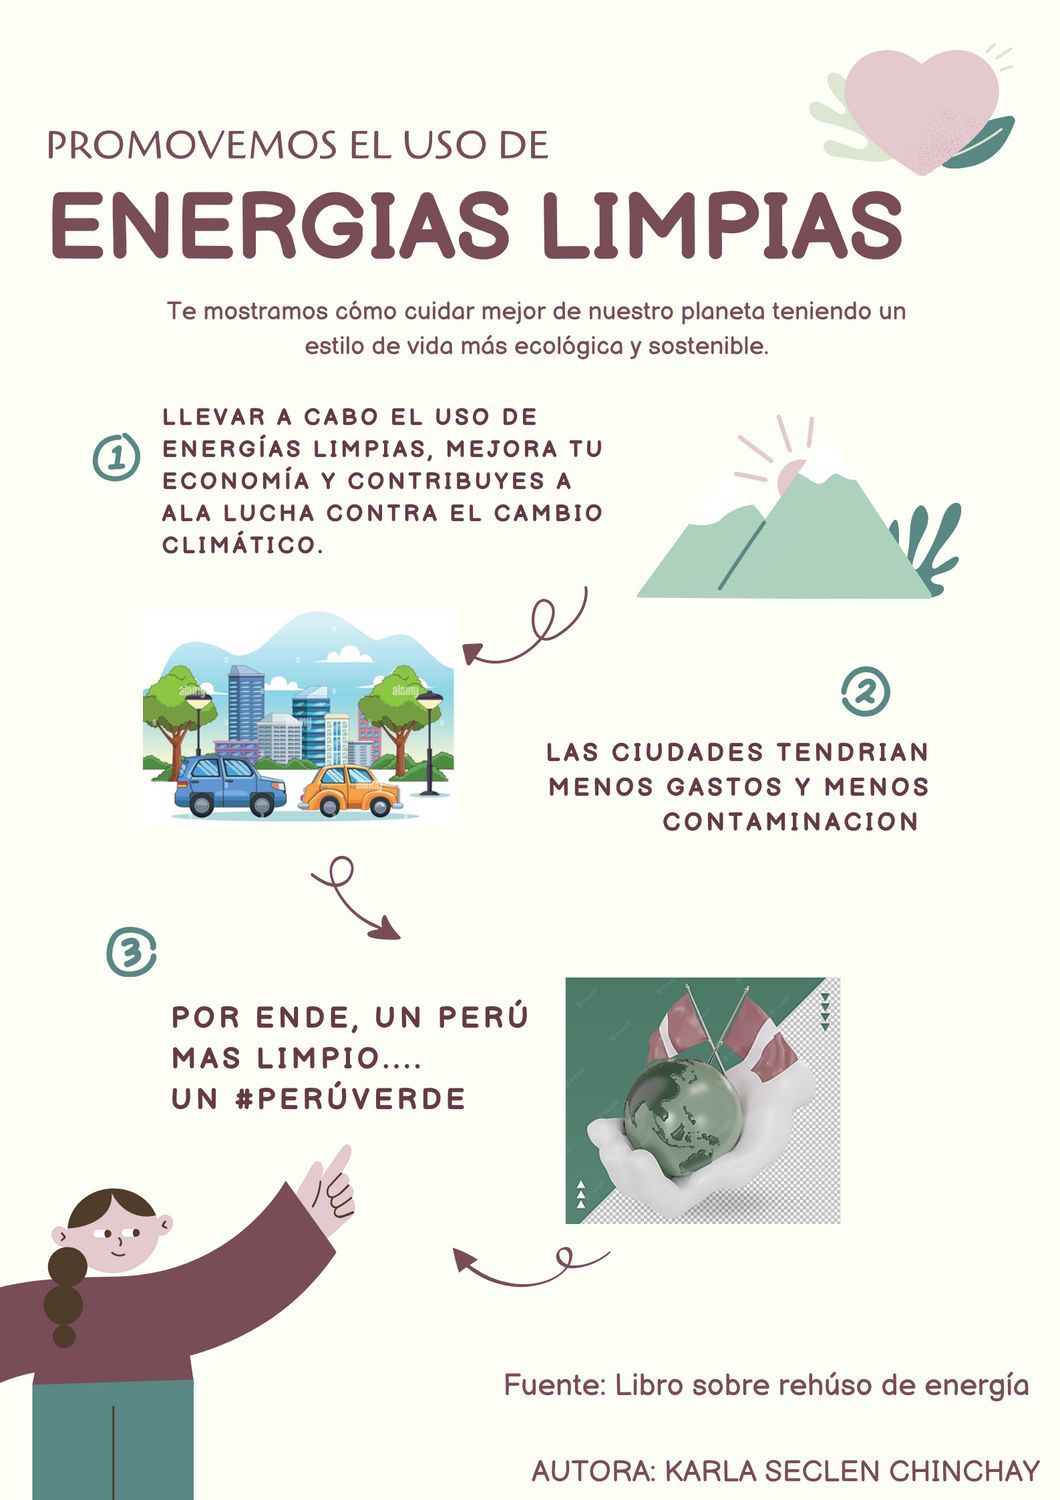 PROMOVEMOS EL USO DE
ENERGIAS LIMPIAS
Te mostramos cómo cuidar mejor de nuestro planeta teniendo un
estilo de vida más ecológica y sostenible.
1
LLEVAR A CABO EL USO DE
ENERGÍAS LIMPIAS, MEJORA TU
ECONOMÍA Y CONTRIBUYES A
ALA LUCHA CONTRA EL CAMBIO
CLIMÁTICO.
alamy
alamy
2
LAS CIUDADES TENDRIAN
MENOS GASTOS Y MENOS
CONTAMINACION
3
POR ENDE, UN PERÚ
MAS LIMPIO....
UN #PERÚVERDE
Fuente: Libro sobre rehúso de energía
AUTORA: KARLA SECLEN CHINCHAY